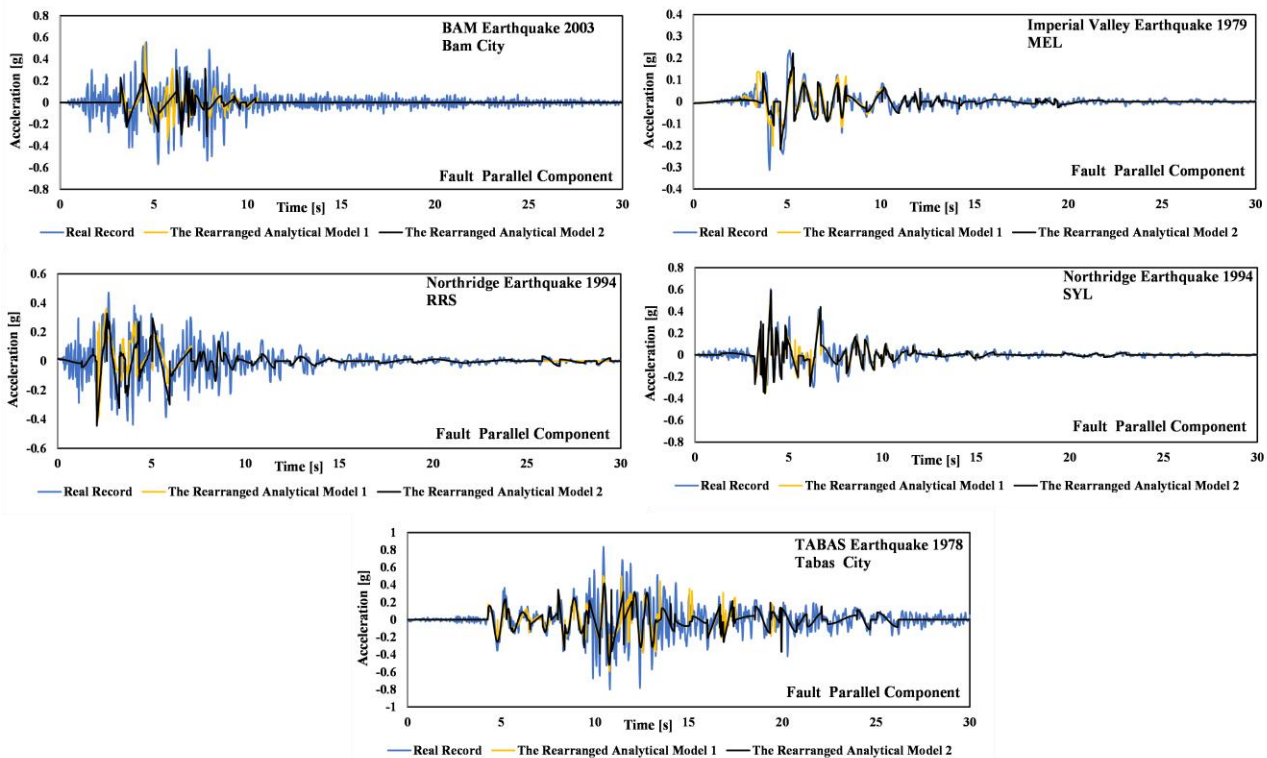 BAM Earthquake 2003
Bam City
Acceleration [g]
0.8
0.6
0.4
0.2
0
-0.2
-0.4
-0.6
-0.8
Fault Parallel Component
0 5 10 15 20 25 30
Time [s]
Real Record The Rearranged Analytical Model 1 The Rearranged Analytical Model 2
Imperial Valley Earthquake 1979
MEL
Acceleration [g]
0.4
0.3
0.2
0.1
-0
-0.1
-0.2
-0.3
0.4
Fault Parallel Component
0 5 10 15 20 25 30
Time [s]
Real Record The Rearranged Analytical Model 1 The Rearranged Analytical Model 2
Northridge Earthquake 1994
RRS
Acceleration [g]
0.6
0.4
0.2
0
-0.2
-0.4
-0.6
Fault Parallel Component
0 5 10 15 20 25 30
Time [s]
Real Record The Rearranged Analytical Model 1 The Rearranged Analytical Model 2
Northridge Earthquake 1994
SYL
Acceleration [g]
0.8
0.6
0.4
0.2
0
-0.2
-0.4
-0.6
-0.8
Fault Parallel Component
0 5 10 15 20 25 30
Time [s]
Real Record The Rearranged Analytical Model 1 The Rearranged Analytical Model 2
TABAS Earthquake 1978
Tabas City
Acceleration [g]
1
0.8
0.6
0.4
0.2
0
-0.2
-0.4
-0.6
-0.8
-1
Fault Parallel Component
0 5 10 15 20 25 30
Time [s]
Real Record The Rearranged Analytical Model 1 The Rearranged Analytical Model 2